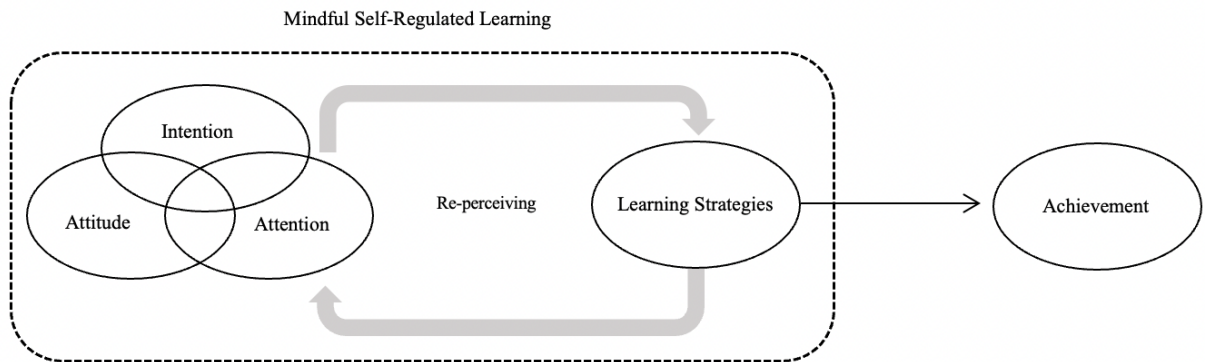 Mindful Self-Regulated Learning
Intention
Attitude
Attention
Re-perceiving
Learning Strategies
Achievement